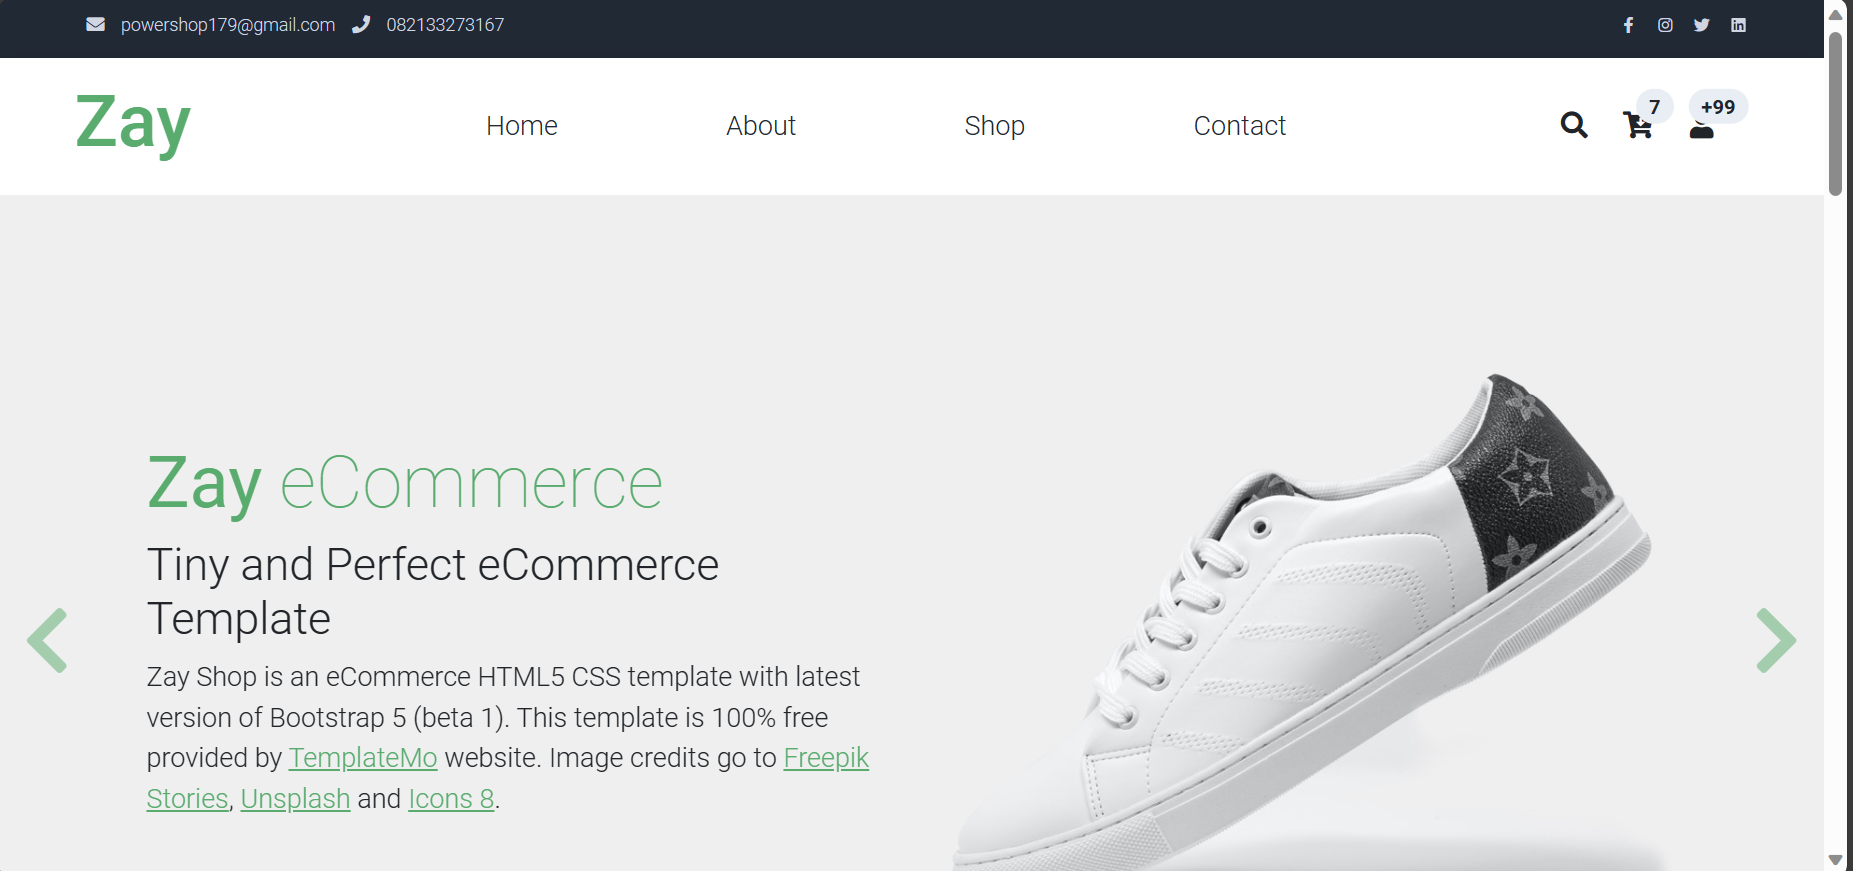 powershop179@gmail.com 082133273167
Zay Home About Shop Contact 7 +99
Zay eCommerce
Tiny and Perfect eCommerce
Template
Zay Shop is an eCommerce HTML5 CSS template with latest
version of Bootstrap 5 (beta 1). This template is 100% free
provided by TemplateMo website. Image credits go to Freepik
Stories, Unsplash and Icons 8.